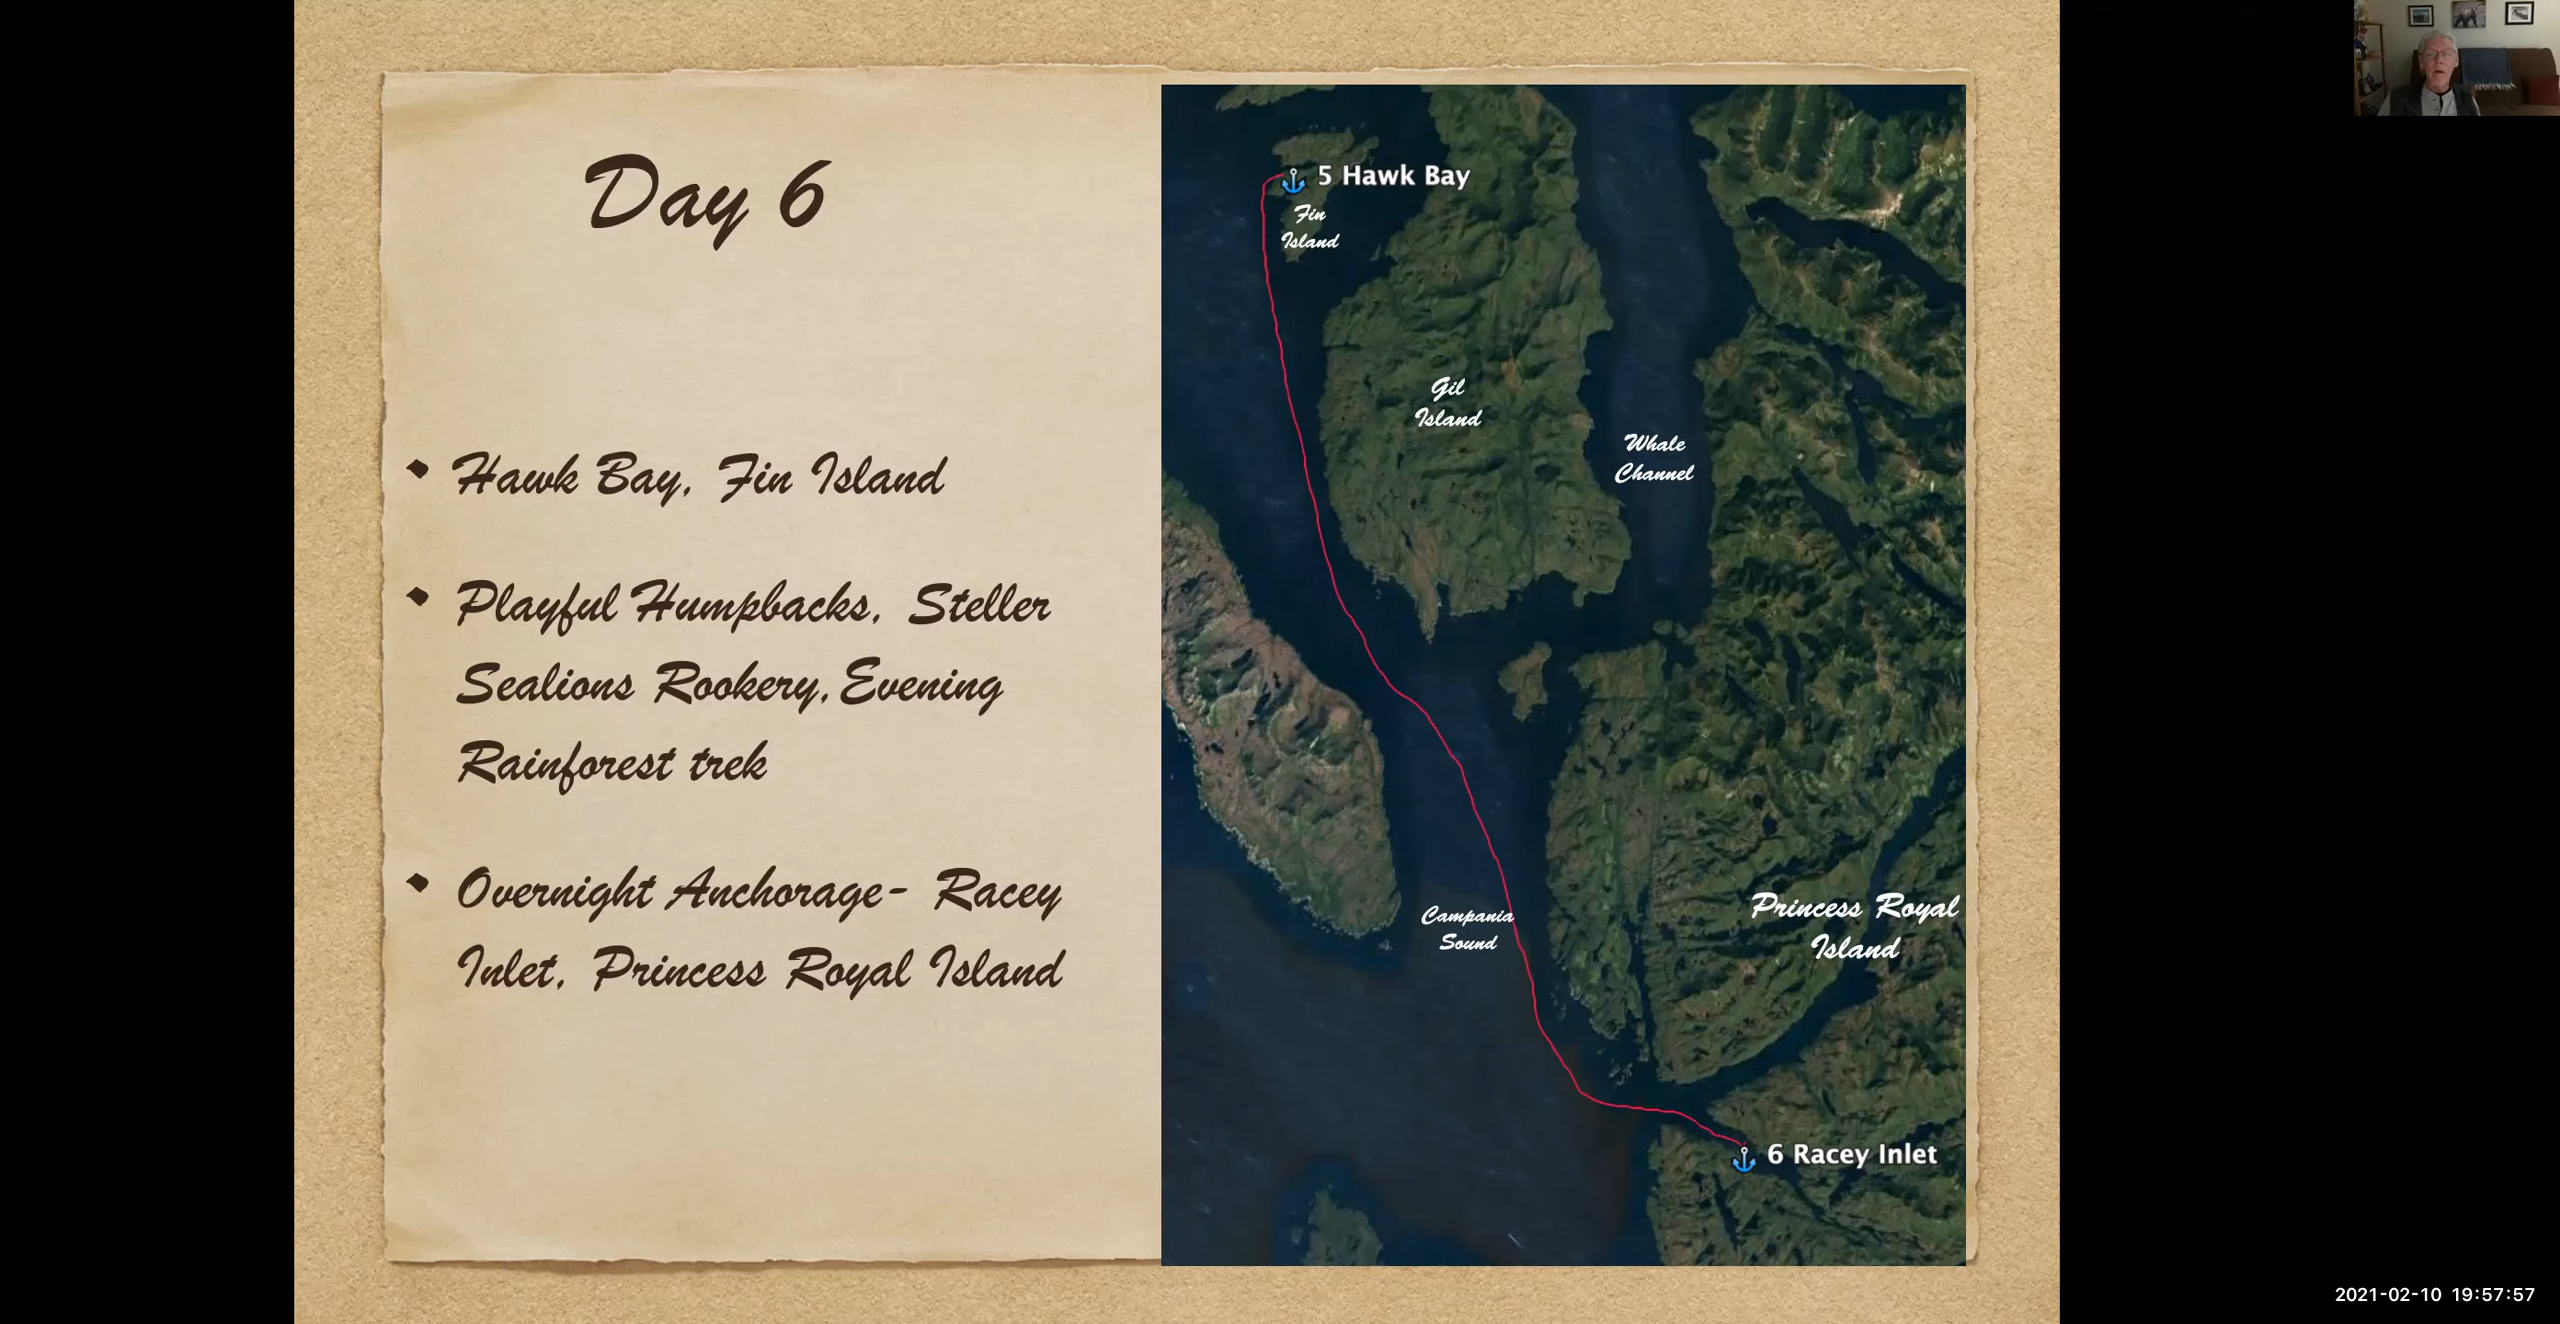 Day 6
• Hawk Bay, Fin Island
• Playful Humpbacks, Steller
Sealions Rookery, Evening
Rainforest trek
• Overnight Anchorage- Racey
Inlet, Princess Royal Island
5 Hawk Bay
Fin
Island
Gil
Island
Whale
Channel
Princess Royal
Island
Campania
Sound
6 Racey Inlet
2021-02-10 19:57:57